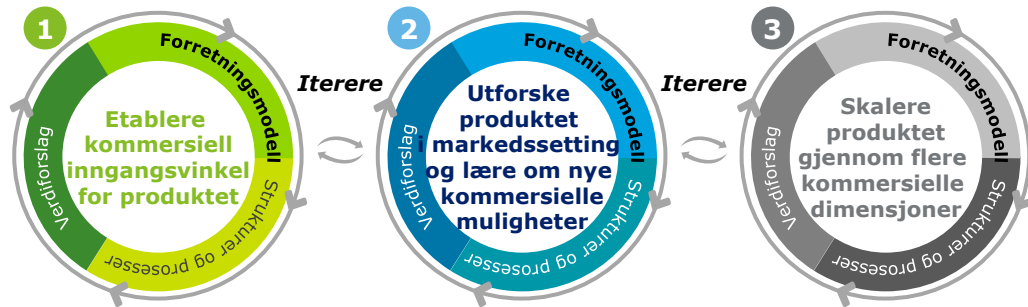 1
Forretningsmodell
Verdiforslag
Strukturer og prosesser
Etablere
kommersiell
inngangsvinkel
for produktet
Iterere
2
Forretningsmodell
Verdiforslag
Strukturer og prosesser
Utforske
produktet
i markedssetting
og lære om nye
kommersielle
muligheter
Iterere
3
Forretningsmodell
Verdiforslag
Strukturer og prosesser
Skalere
produktet
gjennom flere
kommersielle
dimensjoner